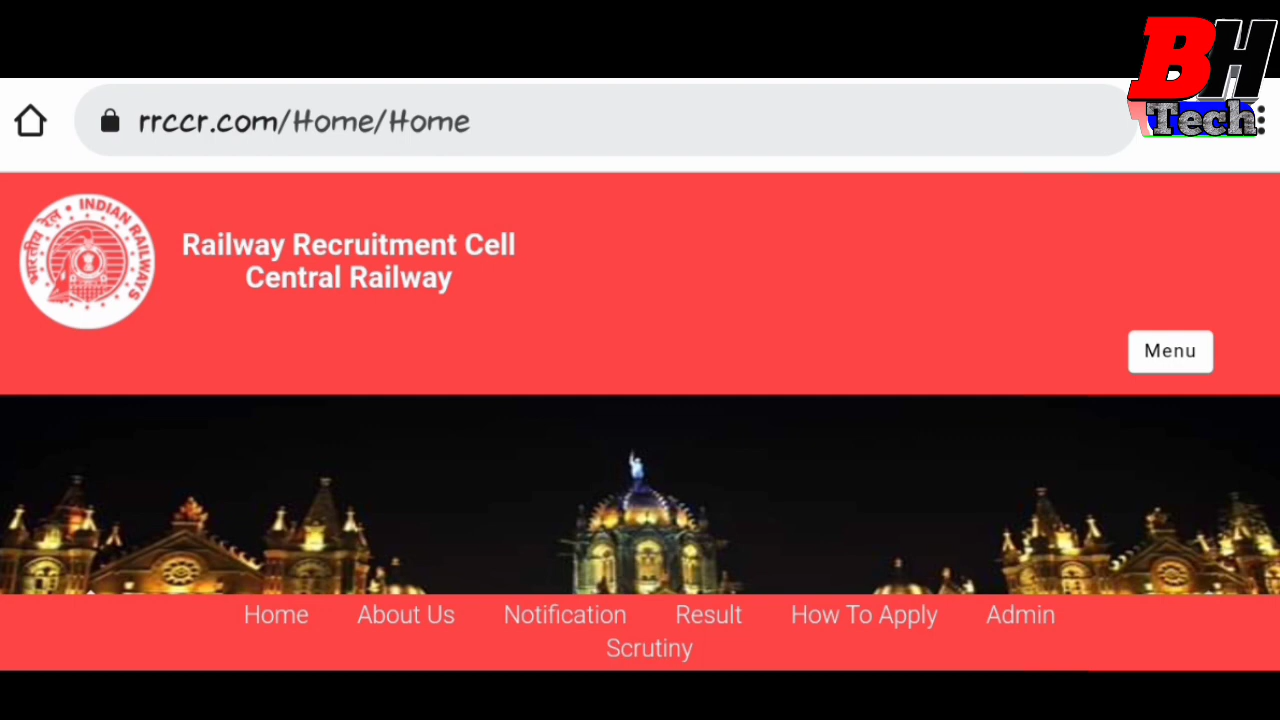 BH
Tech
rrccr.com/Home/Home
भारतीय रेल • INDIAN RAILWAYS
Railway Recruitment Cell
Central Railway
Menu
Home About Us Notification Result How To Apply Admin
Scrutiny